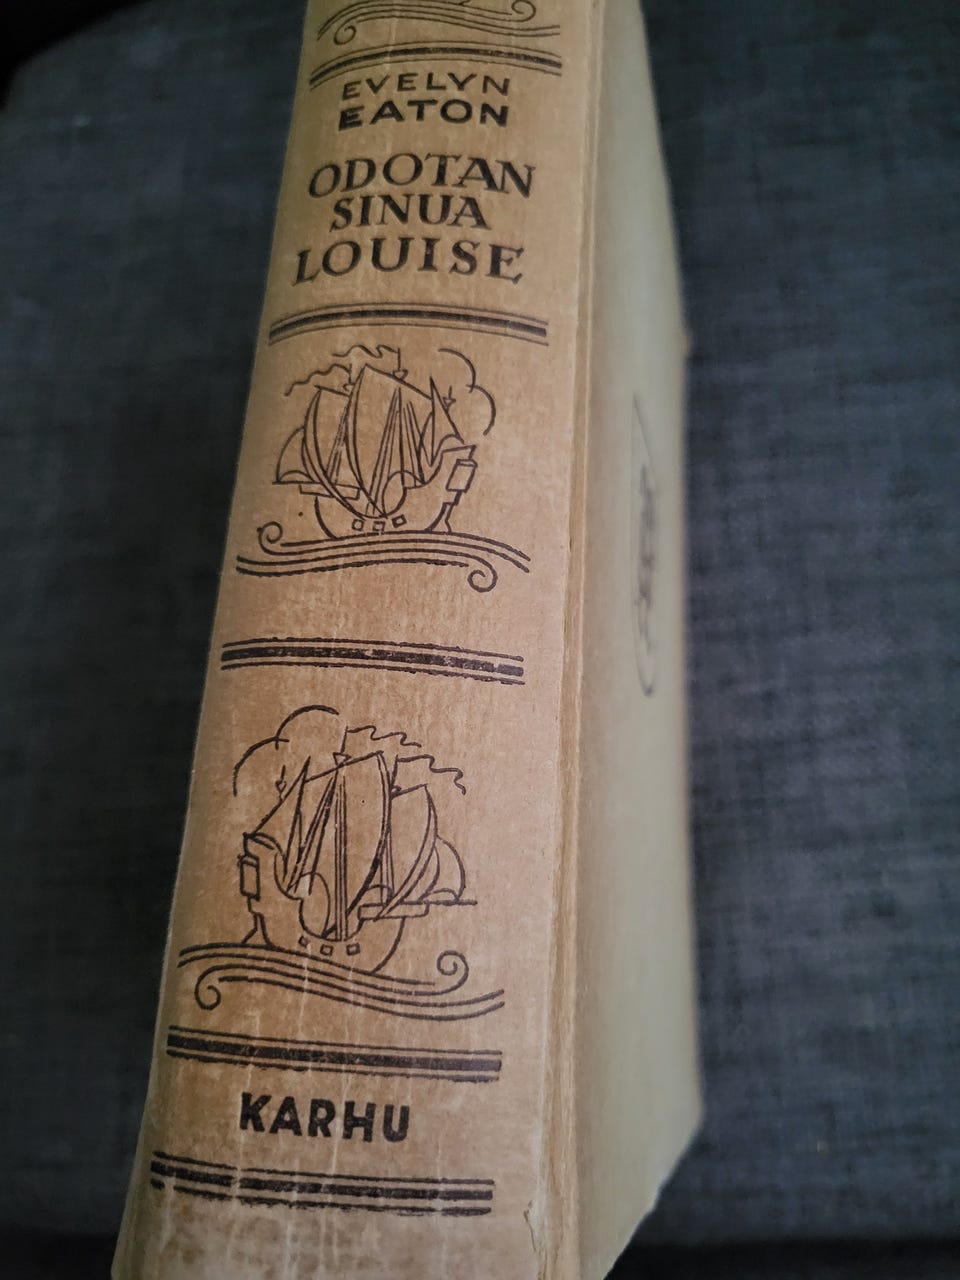 EVELYN
EATON
ODOTAN
SINUA
LOUISE
KARHU